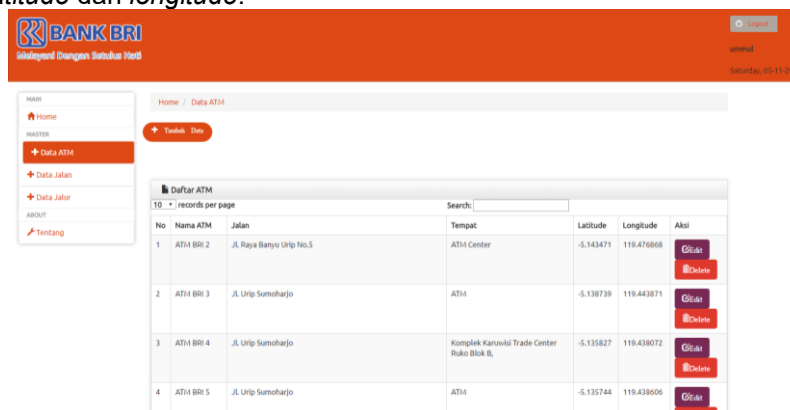 latitude dan longitude.
BANK BRI
Melayani Dengan Setulus Hati
Logout
ummul
Saturday, 05-11-2
MAIN
Home
MASTER
Data ATM
Data Jalan
Data Jalur
ABOUT
Tentang
Home / Data ATM
Tambah Data
Daftar ATM
10 records per page Search:
No Nama ATM Jalan Tempat Latitude Longitude Aksi
1 ATM BRI 2 Jl. Raya Banyu Urip No.5 ATM Center -5.143471 119.476868 Edit
Delete
2 ATM BRI 3 Jl. Urip Sumoharjo ATM -5.138739 119.443871 Edit
Delete
3 ATM BRI 4 Jl. Urip Sumoharjo Komplek Karuwisi Trade Center -5.135827 119.438072 Edit
Ruko Blok B,
Delete
4 ATM BRI 5 Jl. Urip Sumoharjo ATM -5.135744 119.438606 Edit